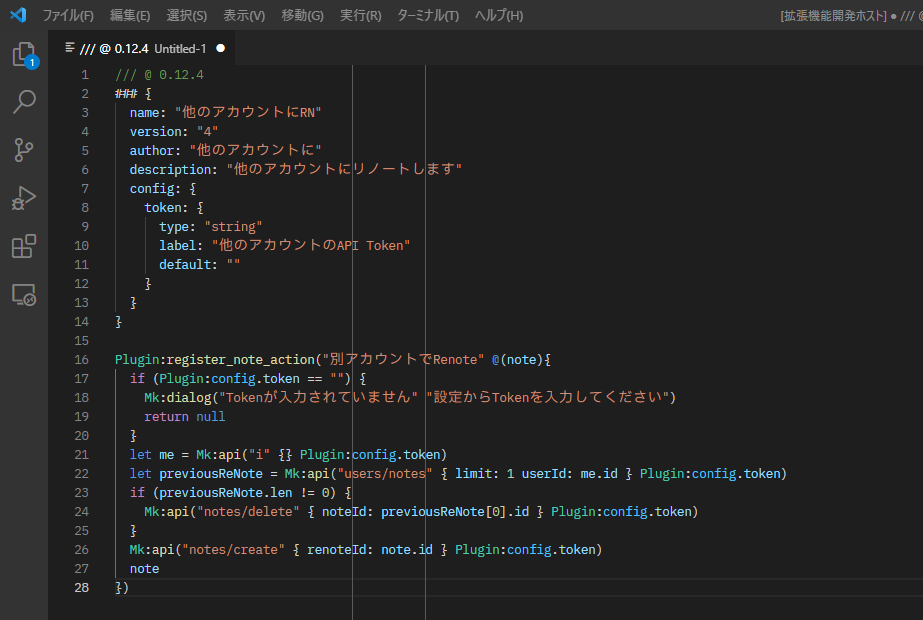 ファイル(F) 編集(E) 選択(S) 表示(V) 移動(G) 実行(R) ターミナル(T) ヘルプ(H) [拡張機能開発ホスト] ● /// @
/// @ 0.12.4 Untitled-1 ●
1
1 /// @ 0.12.4
2 ### {
3 name: "他のアカウントにRN"
4 version: "4"
5 author: "他のアカウントに"
6 description: "他のアカウントにリノートします"
7 config: {
8 token: {
9 type: "string"
10 label: "他のアカウントのAPI Token"
11 default: ""
12 }
13 }
14 }
15
16 Plugin:register_note_action("別アカウントでRenote" @(note){
17 if (Plugin:config.token == "") {
18 Mk:dialog("Tokenが入力されていません" "設定からTokenを入力してください")
19 return null
20 }
21 let me = Mk:api("i" {} Plugin:config.token)
22 let previousReNote = Mk:api("users/notes" { limit: 1 userId: me.id } Plugin:config.token)
23 if (previousReNote.len != 0) {
24 Mk:api("notes/delete" { noteId: previousReNote[0].id } Plugin:config.token)
25 }
26 Mk:api("notes/create" { renoteId: note.id } Plugin:config.token)
27 note
28 })